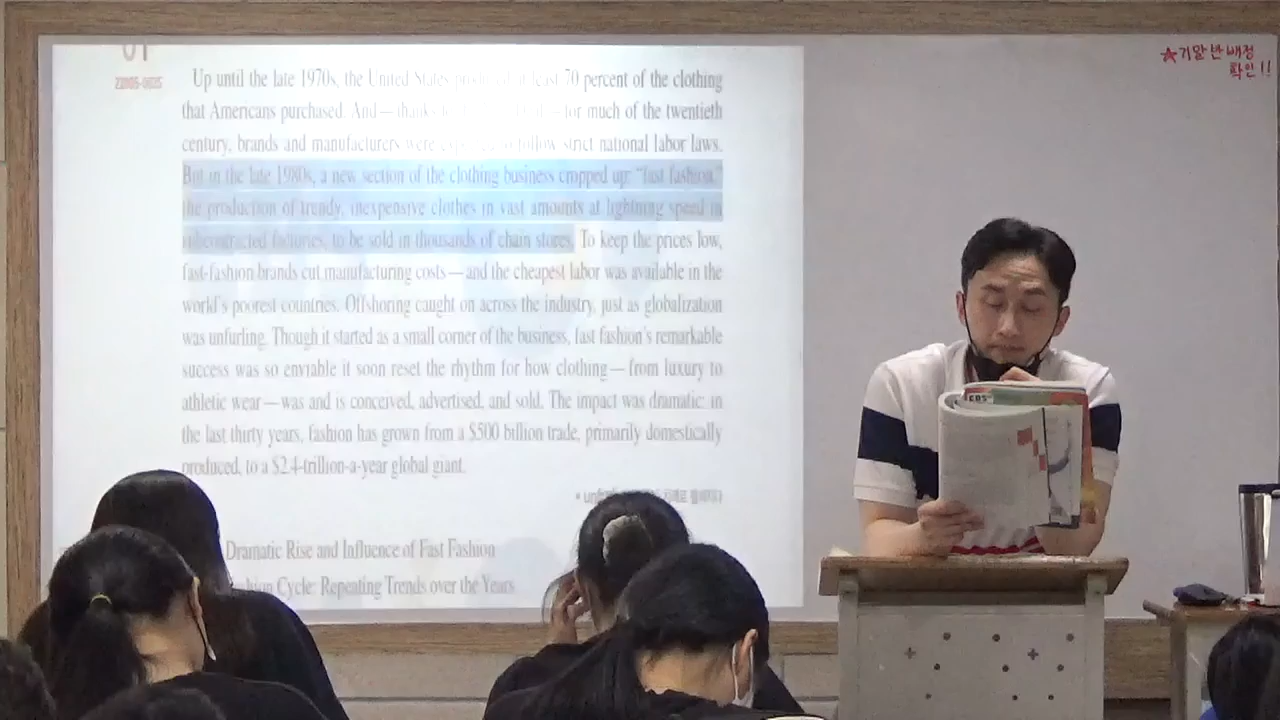 01
Up until the late 1970s, the United States produced at least 70 percent of the clothing
that Americans purchased. And—thanks for much of the twentieth
century, brands and manufacturers were follow strict national labor laws.
But in the late 1980s, a new section of the clothing business cropped up: "fast fashion,"
the production of trendy, inexpensive clothes in vast amounts at lightning speed in
subcontracted factories, to be sold in thousands of chain stores. To keep the prices low,
fast-fashion brands cut manufacturing costs—and the cheapest labor was available in the
world's poorest countries. Offshoring caught on across the industry, just as globalization
was unfurling. Though it started as a small corner of the business, fast fashion's remarkable
success was so enviable it soon reset the rhythm for how clothing—from luxury to
athletic wear—was and is conceived, advertised, and sold. The impact was dramatic: in
the last thirty years, fashion has grown from a $500 billion trade, primarily domestically
produced, to a $2.4-trillion-a-year global giant.
Dramatic Rise and Influence of Fast Fashion
Fashion Cycle: Repeating Trends over the Years
★기말 반 배정
확인!!
EBS